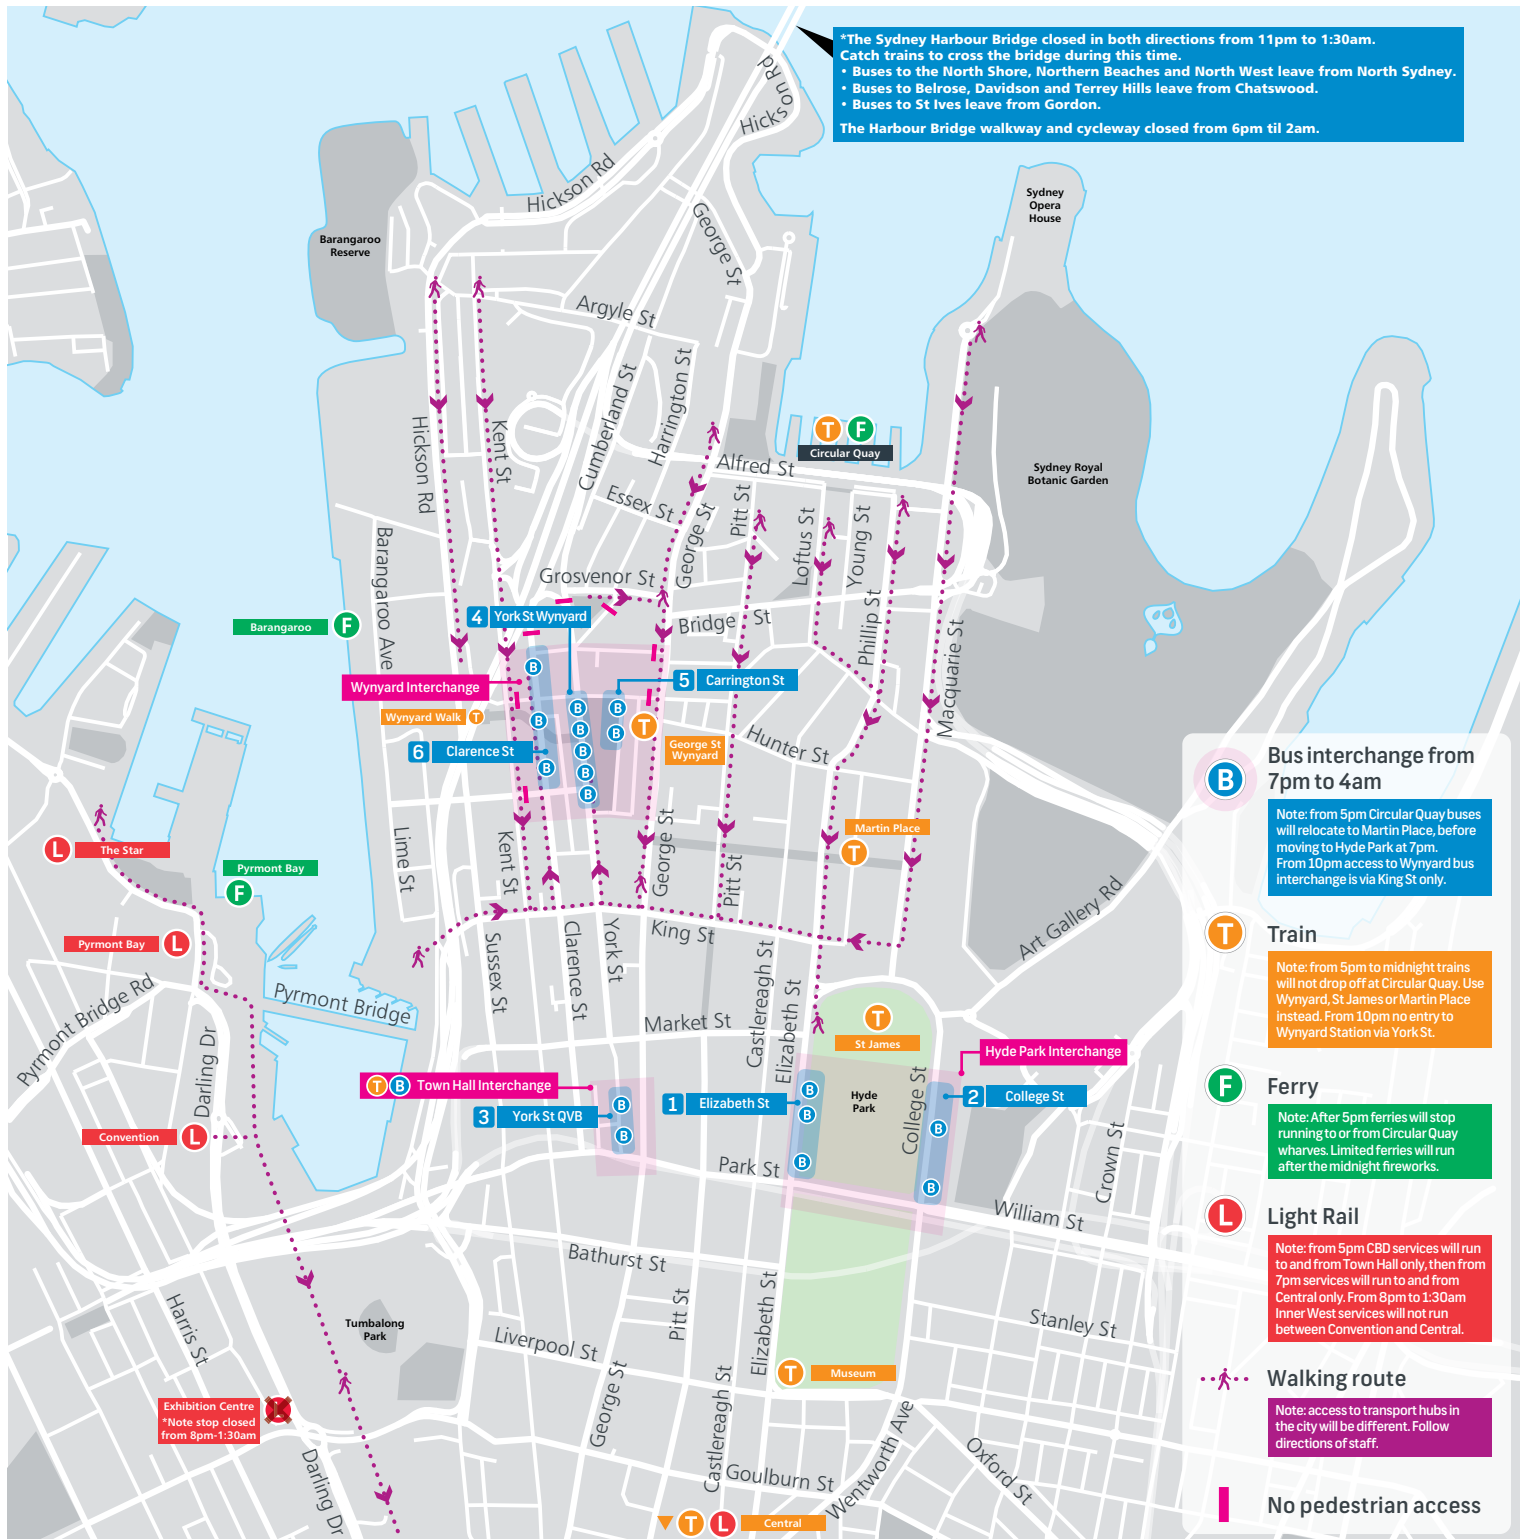 *The Sydney Harbour Bridge closed in both directions from 11pm to 1:30am.
Catch trains to cross the bridge during this time.
• Buses to the North Shore, Northern Beaches and North West leave from North Sydney.
• Buses to Belrose, Davidson and Terrey Hills leave from Chatswood.
• Buses to St Ives leave from Gordon.
The Harbour Bridge walkway and cycleway closed from 6pm til 2am.
Hickson Rd
Hickson Rd
George St
Sydney
Opera
House
Barangaroo
Reserve
Argyle St
Cumberland St
Harrington St
Hickson Rd
Kent St
T F
Circular Quay
Alfred St
Sydney Royal
Botanic Garden
Essex St
Pitt St
George St
Loftus St
Young St
Barangaroo Ave
Grosvenor St
4 York St Wynyard
Bridge St
Phillip St
Macquarie St
Barangaroo
F
Wynyard Interchange
5 Carrington St
B
B
B
B
B
B
B
B
B
B
Wynyard Walk T
T
George St
Wynyard
6 Clarence St
Hunter St
Martin Place
T
L The Star
Pyrmont Bay
F
Lime St
Kent St
George St
Pitt St
Pyrmont Bay L
King St
Sussex St
Clarence St
York St
Castlereagh St
Elizabeth St
Art Gallery Rd
Pyrmont Bridge Rd
Pyrmont Bridge
Darling Dr
Market St
T
St James
Hyde Park Interchange
T B Town Hall Interchange
3 York St QVB
B
B
1 Elizabeth St
B
B
B
Hyde
Park
College St
2 College St
B
B
Convention L
Park St
Crown St
William St
Bathurst St
Harris St
Tumbalong
Park
Pitt St
Elizabeth St
Stanley St
Liverpool St
T Museum
George St
Castlereagh St
Exhibition Centre
*Note stop closed
from 8pm-1:30am
L
Darling Dr
Goulburn St
Wentworth Ave
Oxford St
T L Central
B
Bus interchange from
7pm to 4am
Note: from 5pm Circular Quay buses
will relocate to Martin Place, before
moving to Hyde Park at 7pm.
From 10pm access to Wynyard bus
interchange is via King St only.
T
Train
Note: from 5pm to midnight trains
will not drop off at Circular Quay. Use
Wynyard, St James or Martin Place
instead. From 10pm no entry to
Wynyard Station via York St.
F
Ferry
Note: After 5pm ferries will stop
running to or from Circular Quay
wharves. Limited ferries will run
after the midnight fireworks.
L
Light Rail
Note: from 5pm CBD services will run
to and from Town Hall only, then from
7pm services will run to and from
Central only. From 8pm to 1:30am
Inner West services will not run
between Convention and Central.
Walking route
Note: access to transport hubs in
the city will be different. Follow
directions of staff.
No pedestrian access